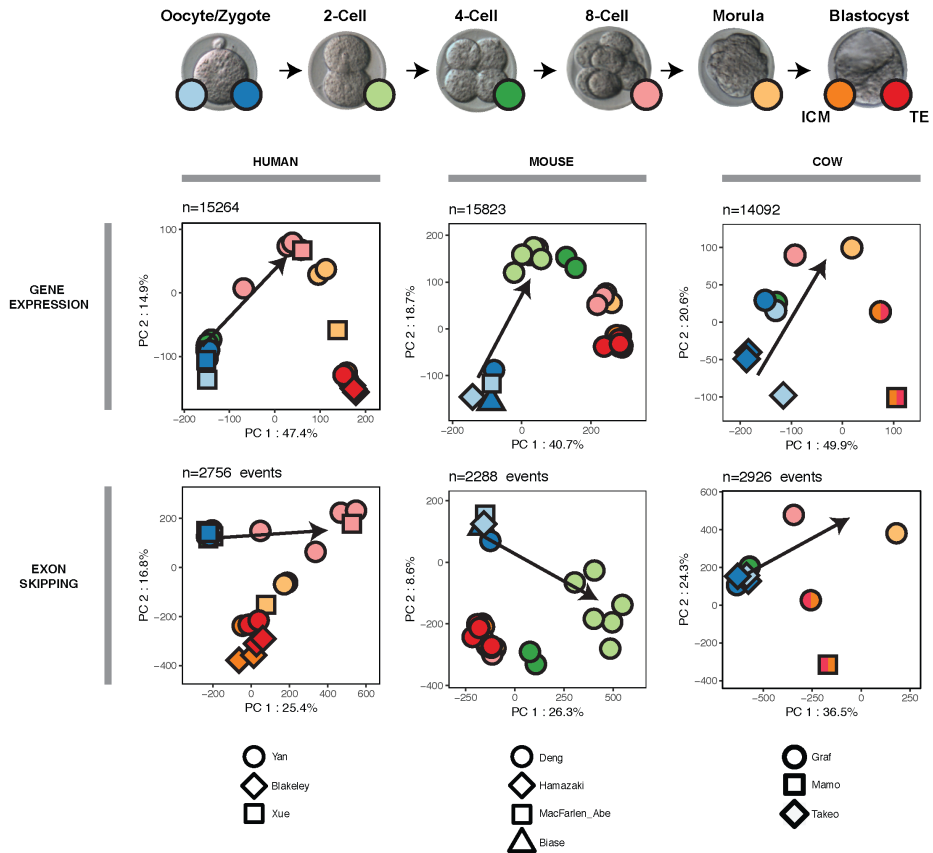 Oocyte/Zygote 2-Cell 4-Cell 8-Cell Morula Blastocyst
ICM TE
HUMAN MOUSE COW
GENE
EXPRESSION
n=15264
100
0
-100
PC 2 : 14.9%
-200 -100 0 100 200
PC 1 : 47.4%
n=15823
200
100
0
-100
PC 2 : 18.7%
-200 0 200
PC 1 : 40.7%
n=14092
100
50
0
-50
-100
PC 2 : 20.6%
-200 -100 0 100
PC 1 : 49.9%
EXON
SKIPPING
n=2756 events
200
0
-200
-400
PC 2 : 16.8%
-200 0 200 400 600
PC 1 : 25.4%
n=2288 events
200
0
-200
-400
PC 2 : 8.6%
-250 0 250 500
PC 1 : 26.3%
n=2926 events
600
400
200
0
-200
-400
PC 2 : 24.3%
-500 -250 0 250
PC 1 : 36.5%
Yan
Blakeley
Xue
Deng
Hamazaki
MacFarlen_Abe
Biase
Graf
Mamo
Takeo